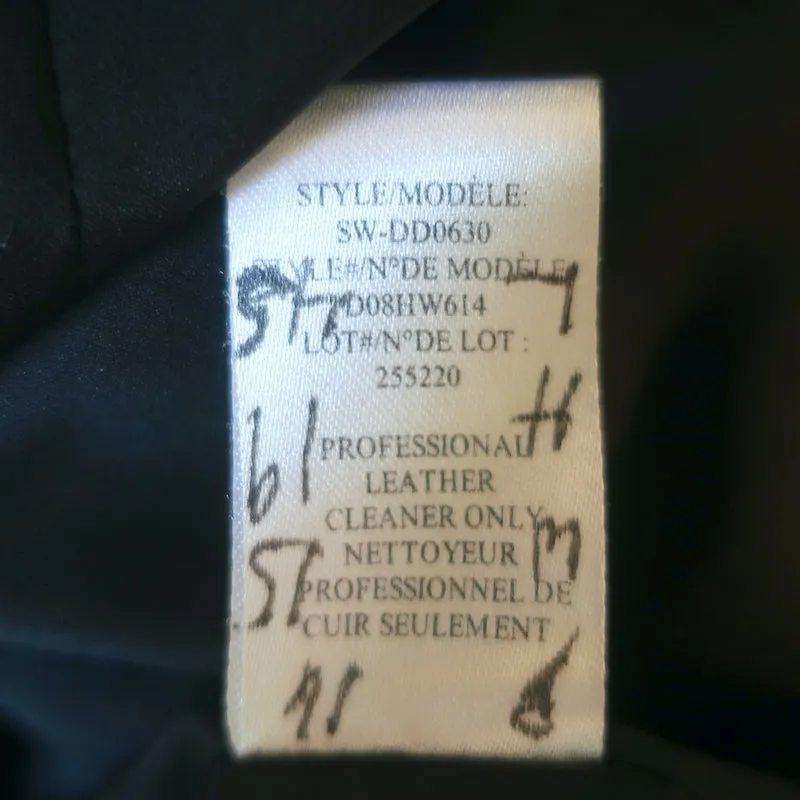 STYLE/MODÈLE:
SW-DD0630
STYLE#/N°DE MODÈLE
D08HW614
LOT#/N°DE LOT :
255220
PROFESSIONAL
LEATHER
CLEANER ONLY
NETTOYEUR
PROFESSIONNEL DE
CUIR SEULEMENT